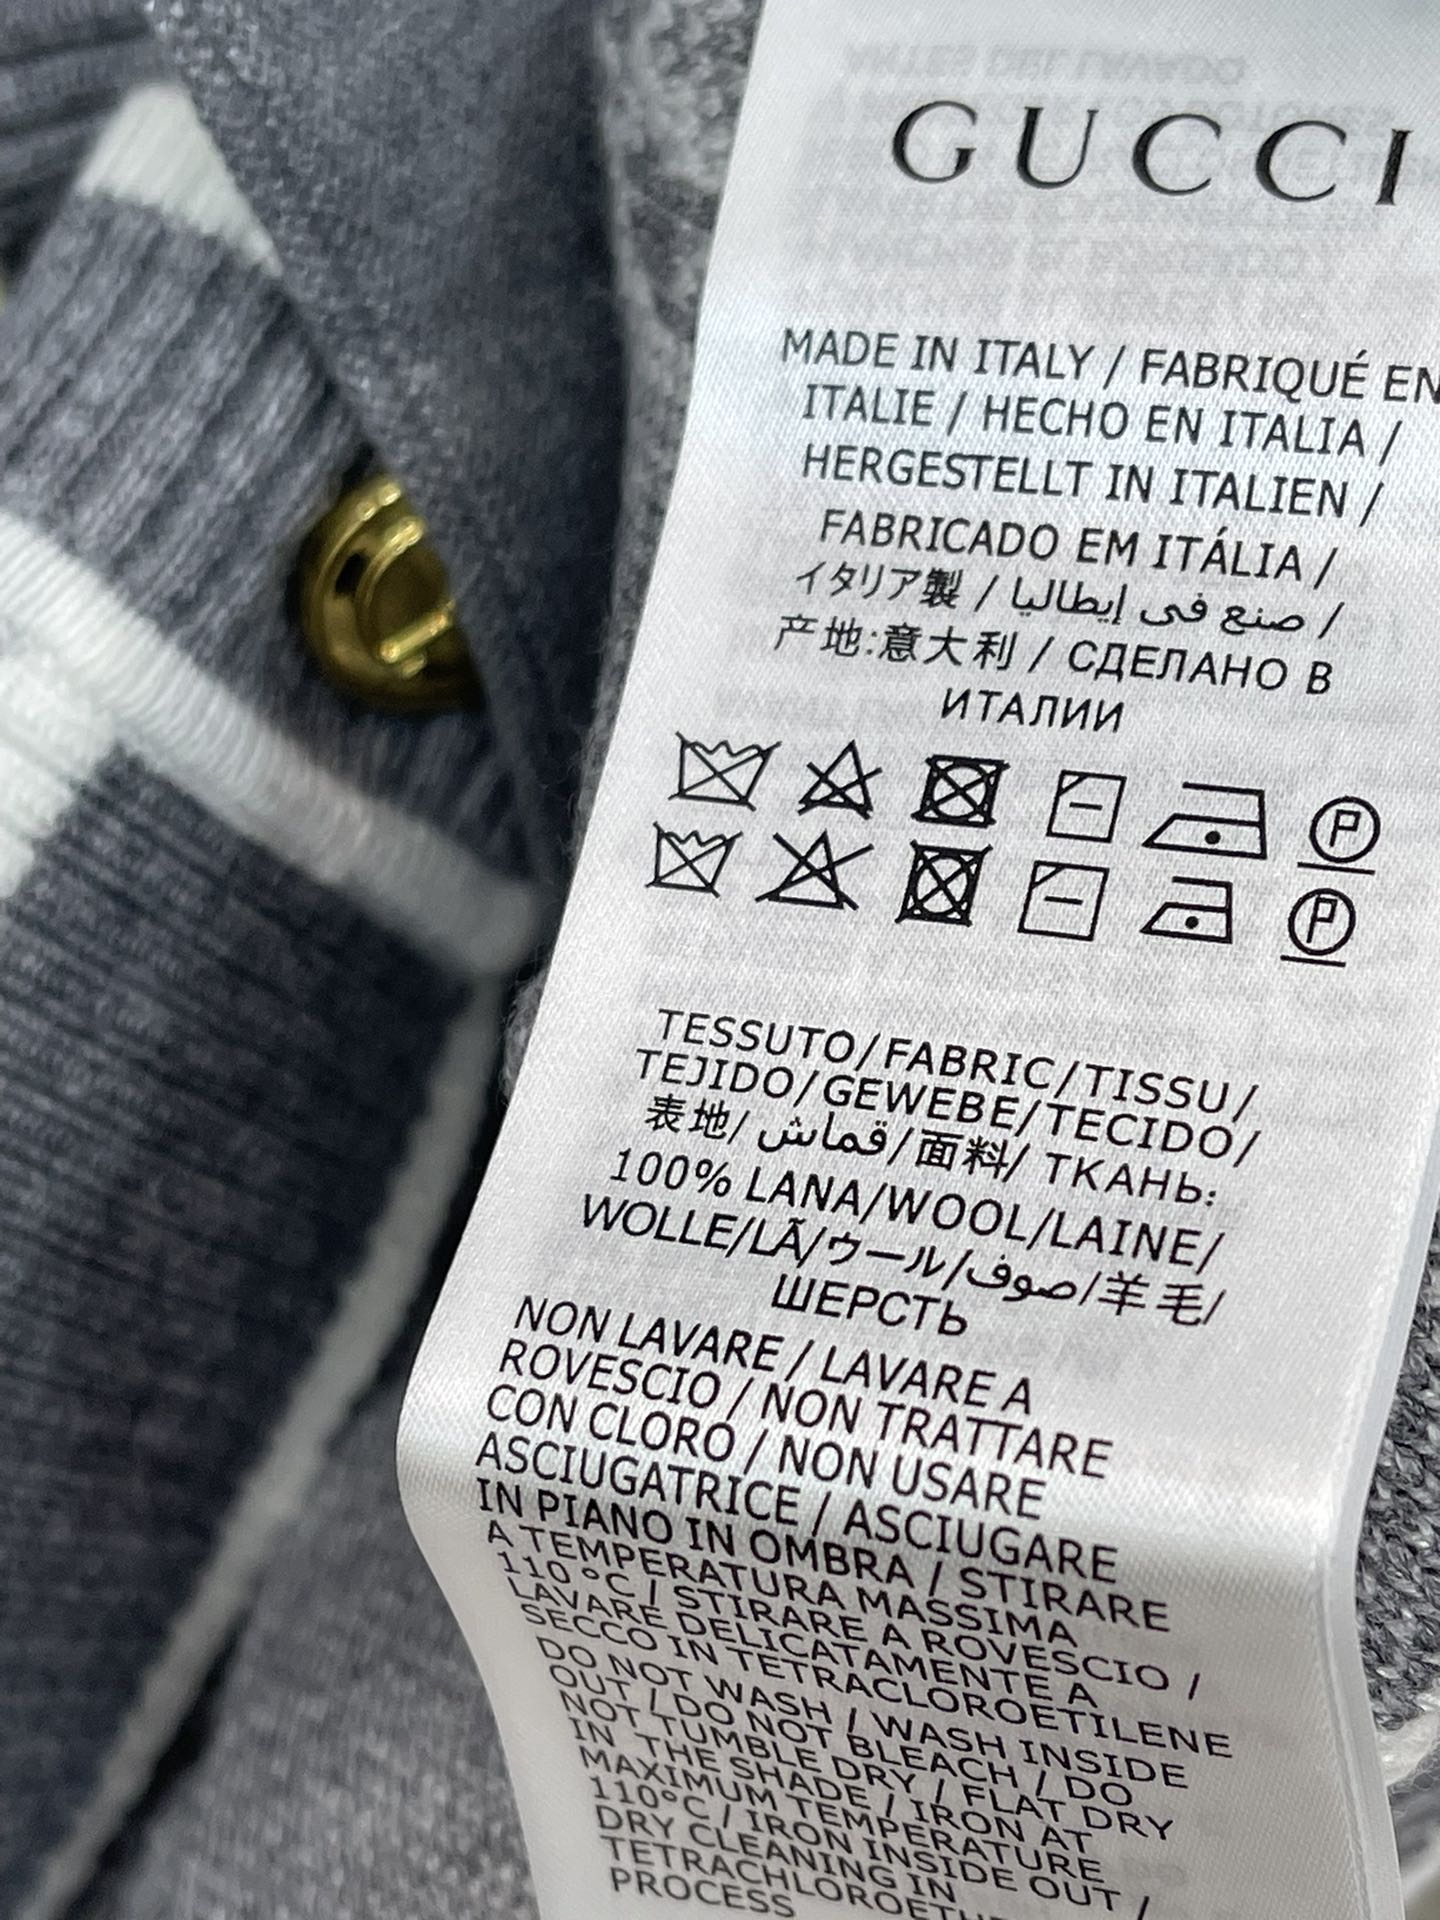 GUCCI
MADE IN ITALY / FABRIQUÉ EN
ITALIE / HECHO EN ITALIA /
HERGESTELLT IN ITALIEN /
FABRICADO EM ITÁLIA /
イタリア製 / صنع في إيطاليا /
产地:意大利 / СДЕЛАНО В
ИТАЛИИ
P
P
TESSUTO/FABRIC/TISSU/
TEJIDO/GEWEBE/TECIDO/
表地/قماش/面料/ ТКАНЬ:
100% LANA/WOOL/LAINE/
WOLLE/LÃ/ウール/صوف/羊毛/
ШЕРСТЬ
NON LAVARE / LAVARE A
ROVESCIO / NON TRATTARE
CON CLORO / NON USARE
ASCIUGATRICE / ASCIUGARE
IN PIANO IN OMBRA / STIRARE
A TEMPERATURA MASSIMA
110°C / STIRARE A ROVESCIO /
LAVARE DELICATAMENTE A
SECCO IN TETRACLOROETILENE
DO NOT WASH / WASH INSIDE
OUT / DO NOT BLEACH / DO
NOT TUMBLE DRY / FLAT DRY
IN THE SHADE / IRON AT
MAXIMUM TEMPERATURE
110°C / IRON INSIDE OUT /
DRY CLEANING IN
PROCESS